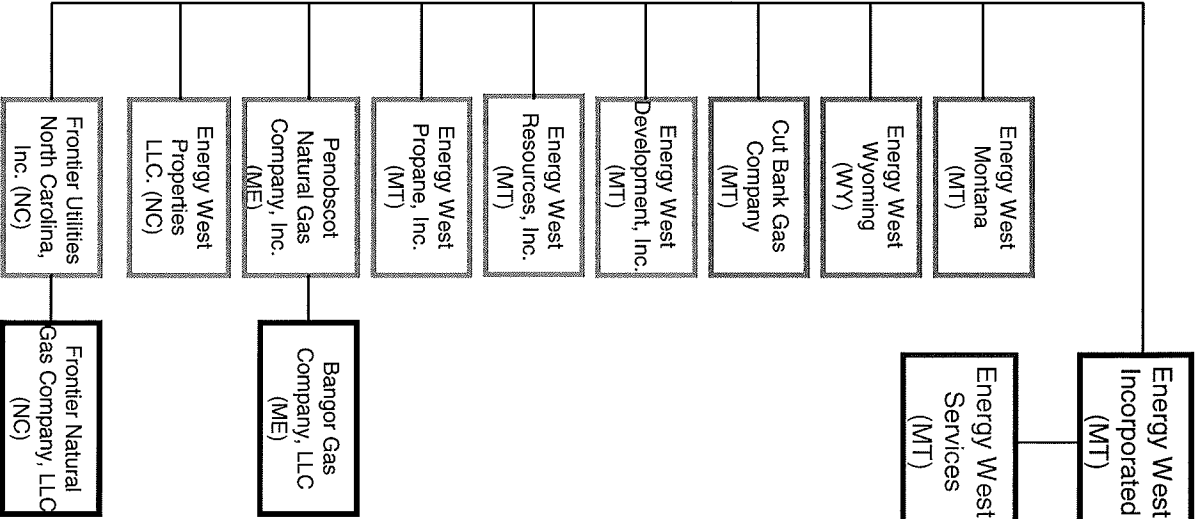 Energy West
Incorporated
(MT)
Energy West
Services
(MT)
Energy West
Montana
(MT)
Energy West
Wyoming
(WY)
Cut Bank Gas
Company
(MT)
Energy West
Development, Inc.
(MT)
Energy West
Resources, Inc.
(MT)
Energy West
Propane, Inc.
(MT)
Penobscot
Natural Gas
Company, Inc.
(ME)
Bangor Gas
Company, LLC
(ME)
Energy West
Properties
LLC. (NC)
Frontier Utilities
North Carolina,
Inc. (NC)
Frontier Natural
Gas Company, LLC
(NC)